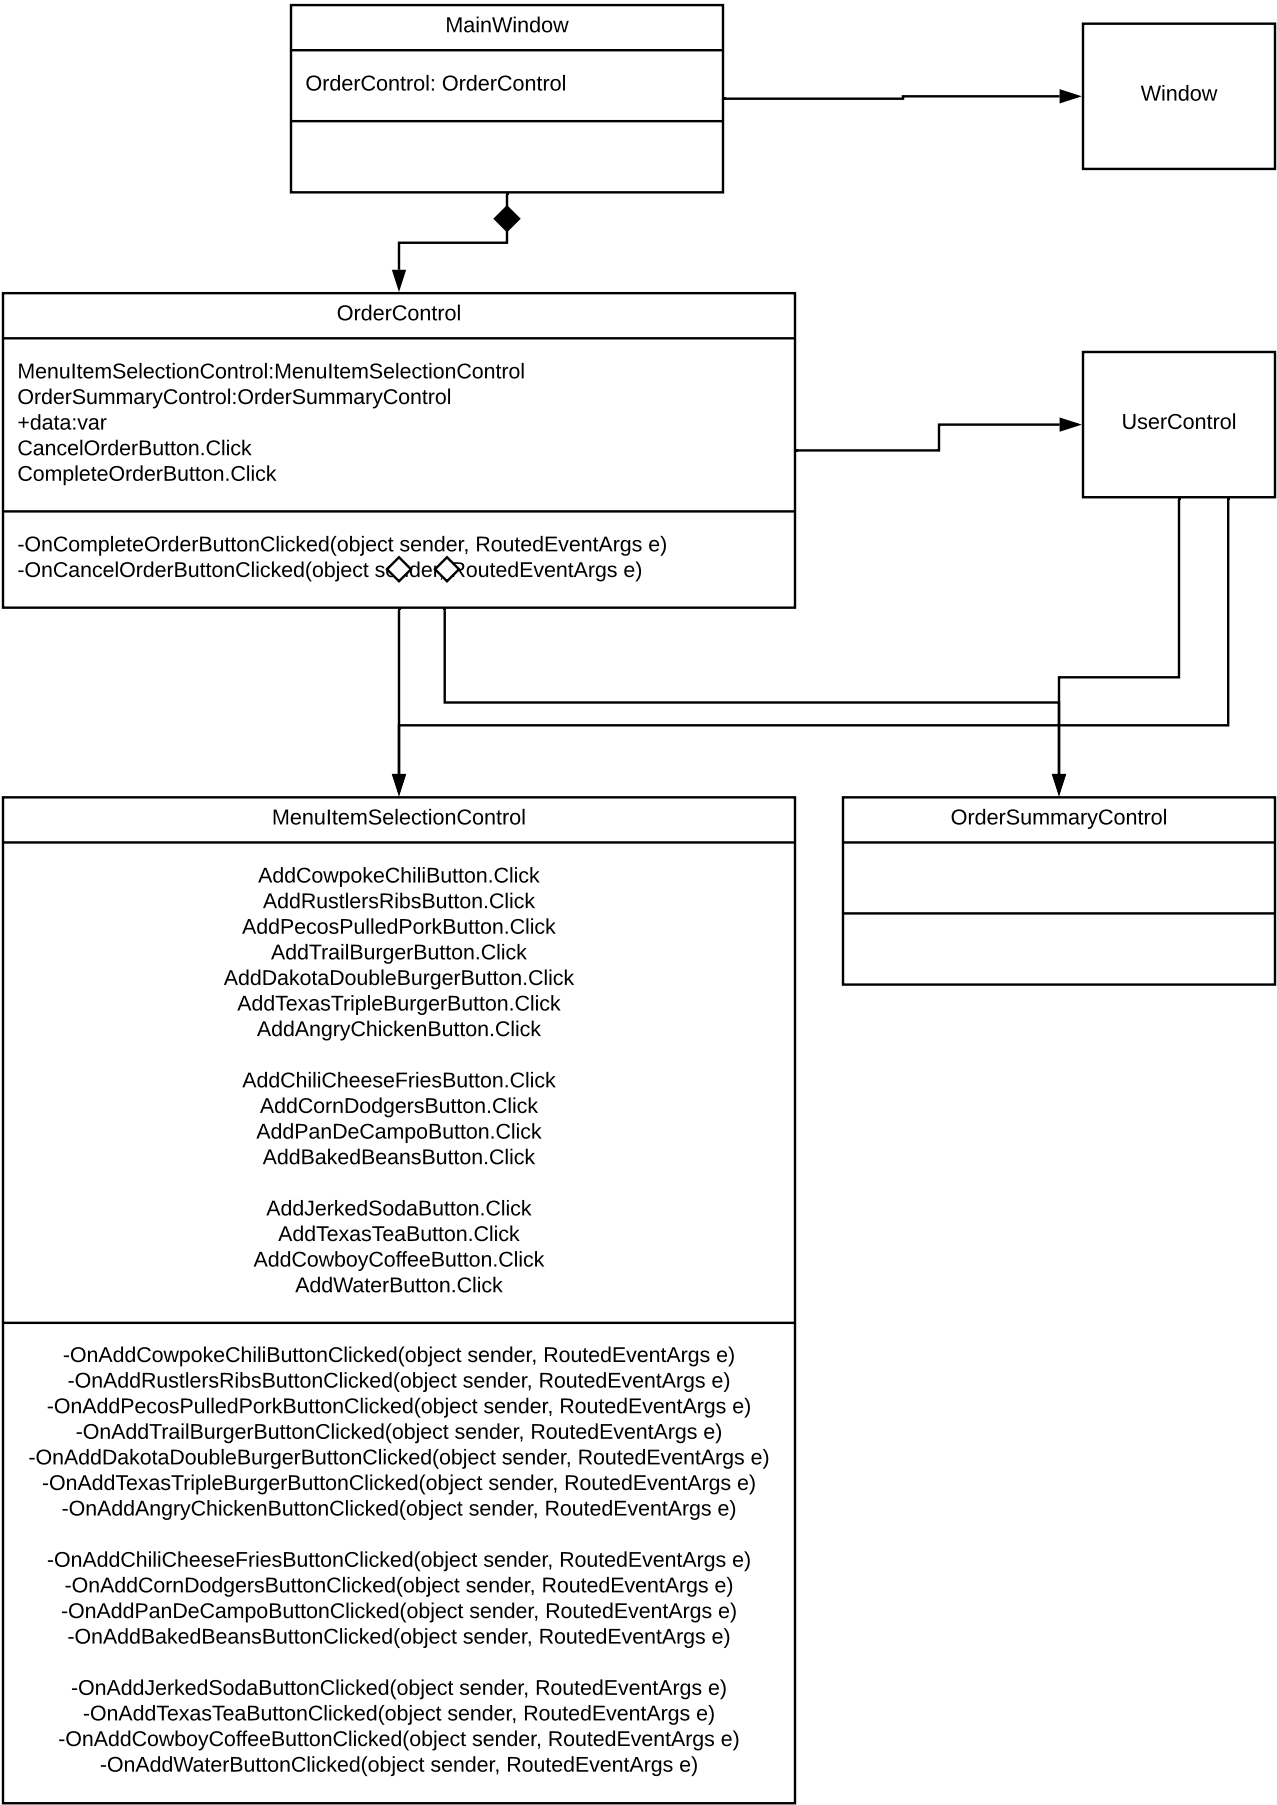 MainWindow
OrderControl: OrderControl
Window
OrderControl
MenuItemSelectionControl:MenuItemSelectionControl
OrderSummaryControl:OrderSummaryControl
+data:var
CancelOrderButton.Click
CompleteOrderButton.Click
UserControl
-OnCompleteOrderButtonClicked(object sender, RoutedEventArgs e)
-OnCancelOrderButtonClicked(object sender, RoutedEventArgs e)
MenuItemSelectionControl
AddCowpokeChiliButton.Click
AddRustlersRibsButton.Click
AddPecosPulledPorkButton.Click
AddTrailBurgerButton.Click
AddDakotaDoubleBurgerButton.Click
AddTexasTripleBurgerButton.Click
AddAngryChickenButton.Click
AddChiliCheeseFriesButton.Click
AddCornDodgersButton.Click
AddPanDeCampoButton.Click
AddBakedBeansButton.Click
AddJerkedSodaButton.Click
AddTexasTeaButton.Click
AddCowboyCoffeeButton.Click
AddWaterButton.Click
-OnAddCowpokeChiliButtonClicked(object sender, RoutedEventArgs e)
-OnAddRustlersRibsButtonClicked(object sender, RoutedEventArgs e)
-OnAddPecosPulledPorkButtonClicked(object sender, RoutedEventArgs e)
-OnAddTrailBurgerButtonClicked(object sender, RoutedEventArgs e)
-OnAddDakotaDoubleBurgerButtonClicked(object sender, RoutedEventArgs e)
-OnAddTexasTripleBurgerButtonClicked(object sender, RoutedEventArgs e)
-OnAddAngryChickenButtonClicked(object sender, RoutedEventArgs e)
-OnAddChiliCheeseFriesButtonClicked(object sender, RoutedEventArgs e)
-OnAddCornDodgersButtonClicked(object sender, RoutedEventArgs e)
-OnAddPanDeCampoButtonClicked(object sender, RoutedEventArgs e)
-OnAddBakedBeansButtonClicked(object sender, RoutedEventArgs e)
-OnAddJerkedSodaButtonClicked(object sender, RoutedEventArgs e)
-OnAddTexasTeaButtonClicked(object sender, RoutedEventArgs e)
-OnAddCowboyCoffeeButtonClicked(object sender, RoutedEventArgs e)
-OnAddWaterButtonClicked(object sender, RoutedEventArgs e)
OrderSummaryControl